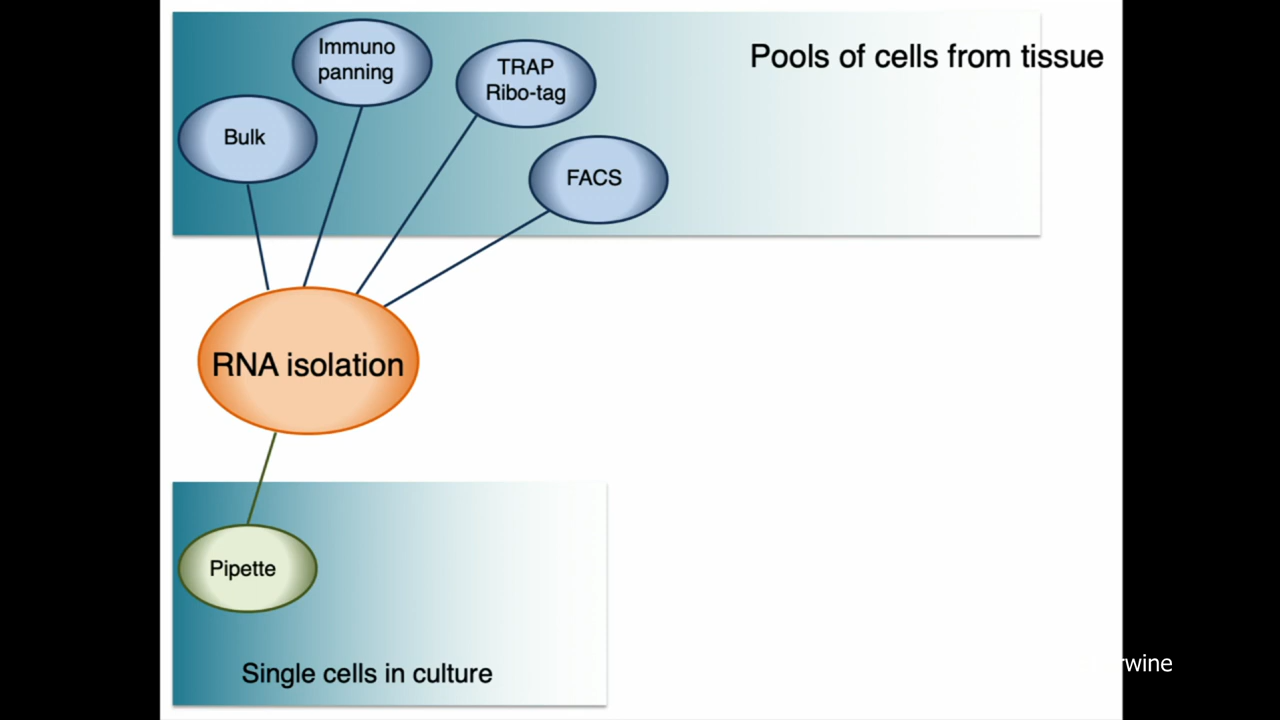 Immuno
panning
TRAP
Ribo-tag
Pools of cells from tissue
Bulk
FACS
RNA isolation
Pipette
Single cells in culture